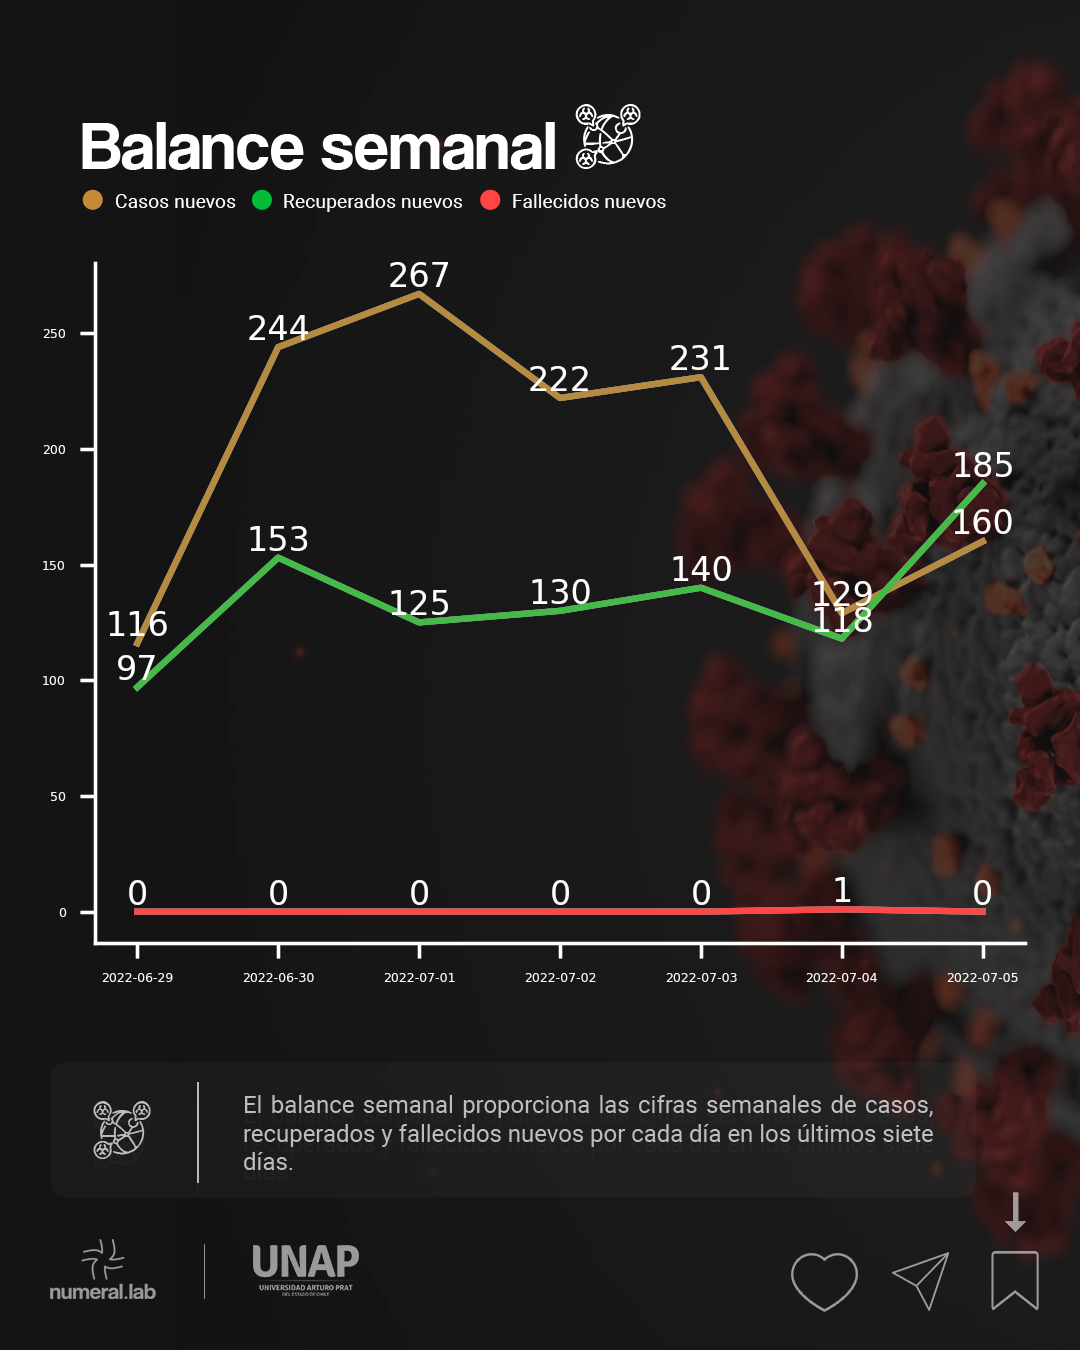 Balance semanal
Casos nuevos Recuperados nuevos Fallecidos nuevos
267
250
244
231
222
200
185
160
153
150
140
130
125
129
118
116
97
100
50
0 0 0 0 0 1 0
0
2022-06-29 2022-06-30 2022-07-01 2022-07-02 2022-07-03 2022-07-04 2022-07-05
El balance semanal proporciona las cifras semanales de casos,
recuperados y fallecidos nuevos por cada día en los últimos siete
días.
numeral.lab
UNAP
UNIVERSIDAD ARTURO PRAT
DEL ESTADO DE CHILE